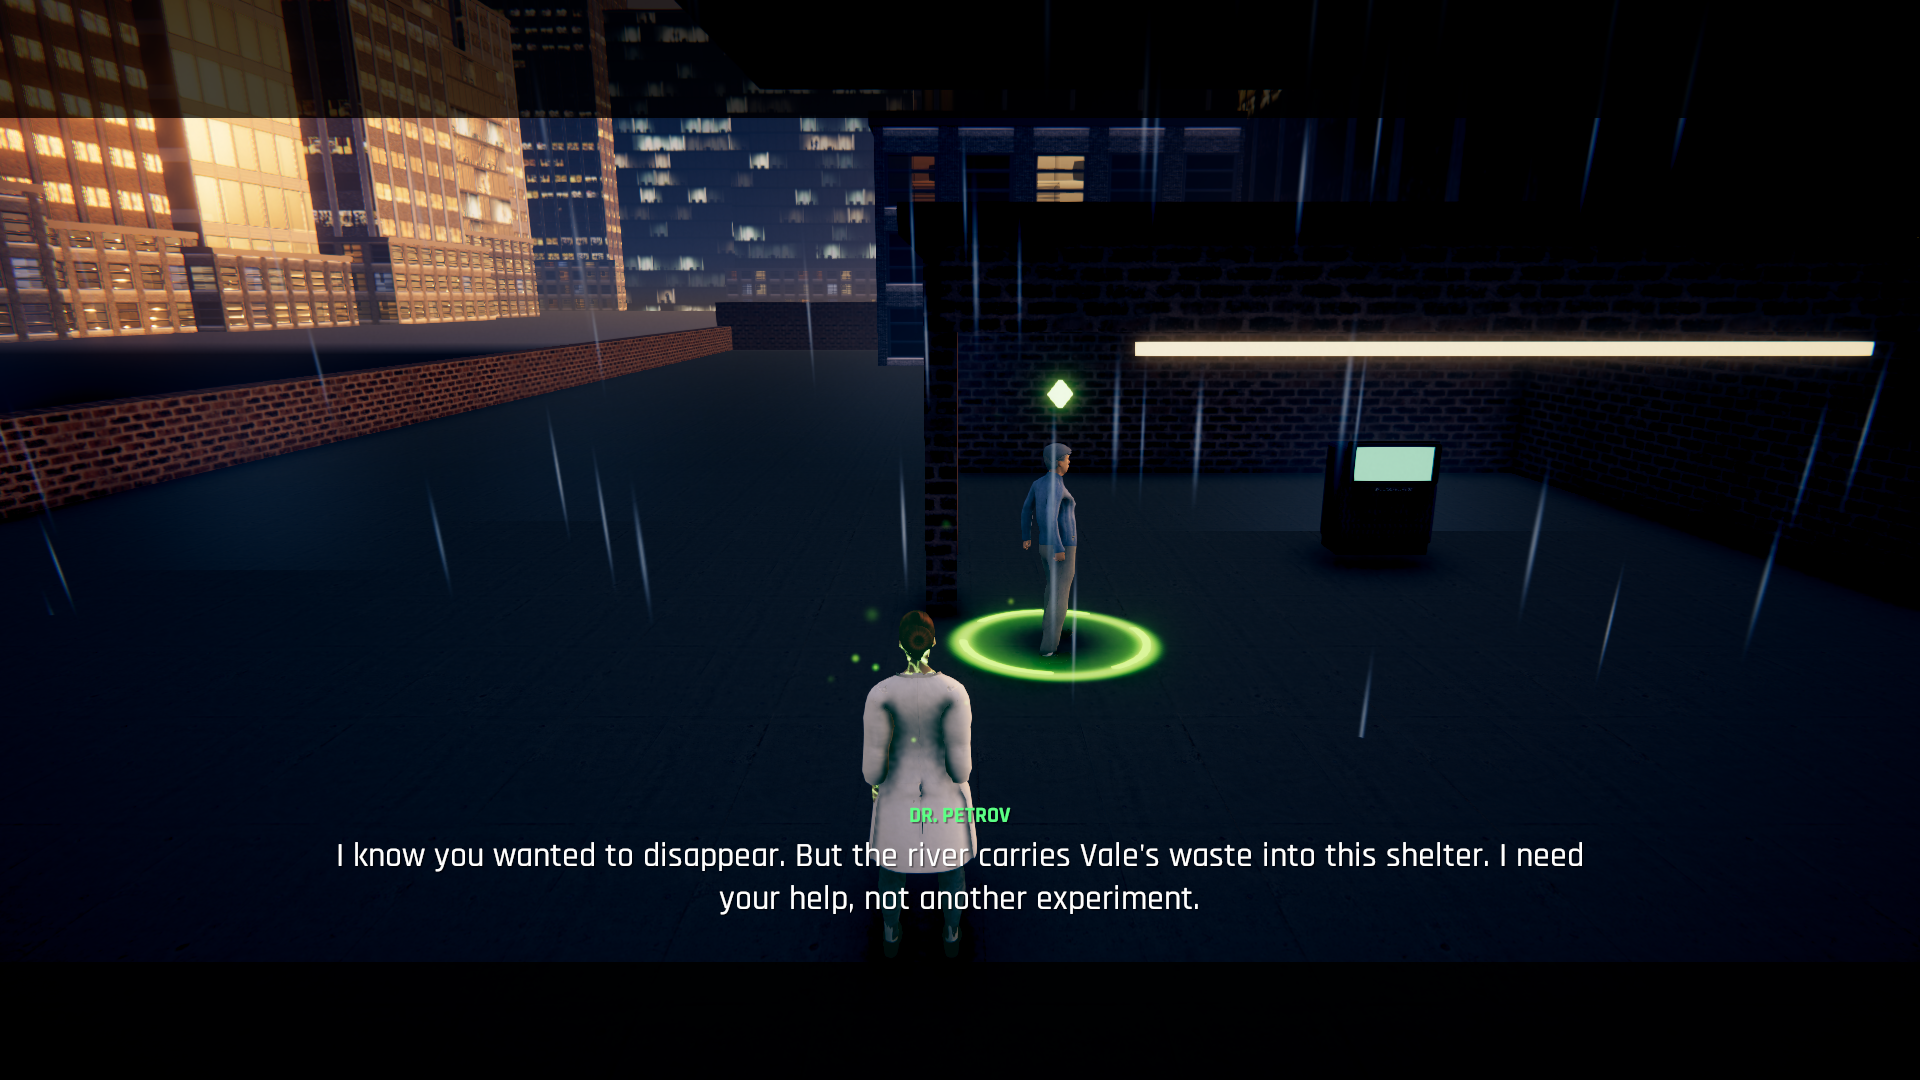 DR. PETROV
I know you wanted to disappear. But the river carries Vale's waste into this shelter. I need
your help, not another experiment.